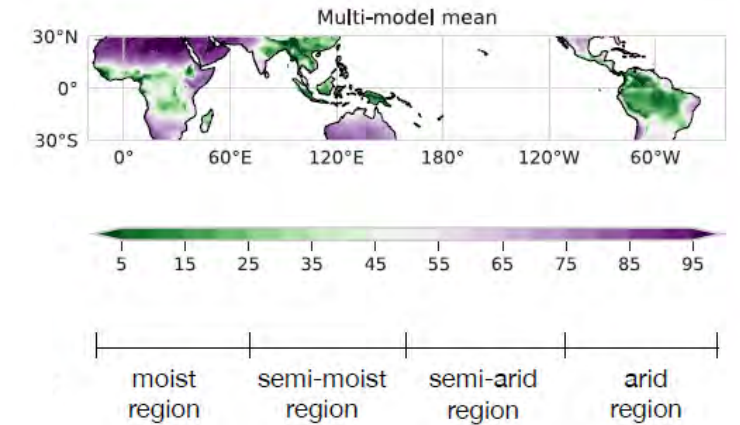 Multi-model mean
30°N
0°
30°S
0° 60°E 120°E 180° 120°W 60°W
5 15 25 35 45 55 65 75 85 95
moist semi-moist semi-arid arid
region region region region